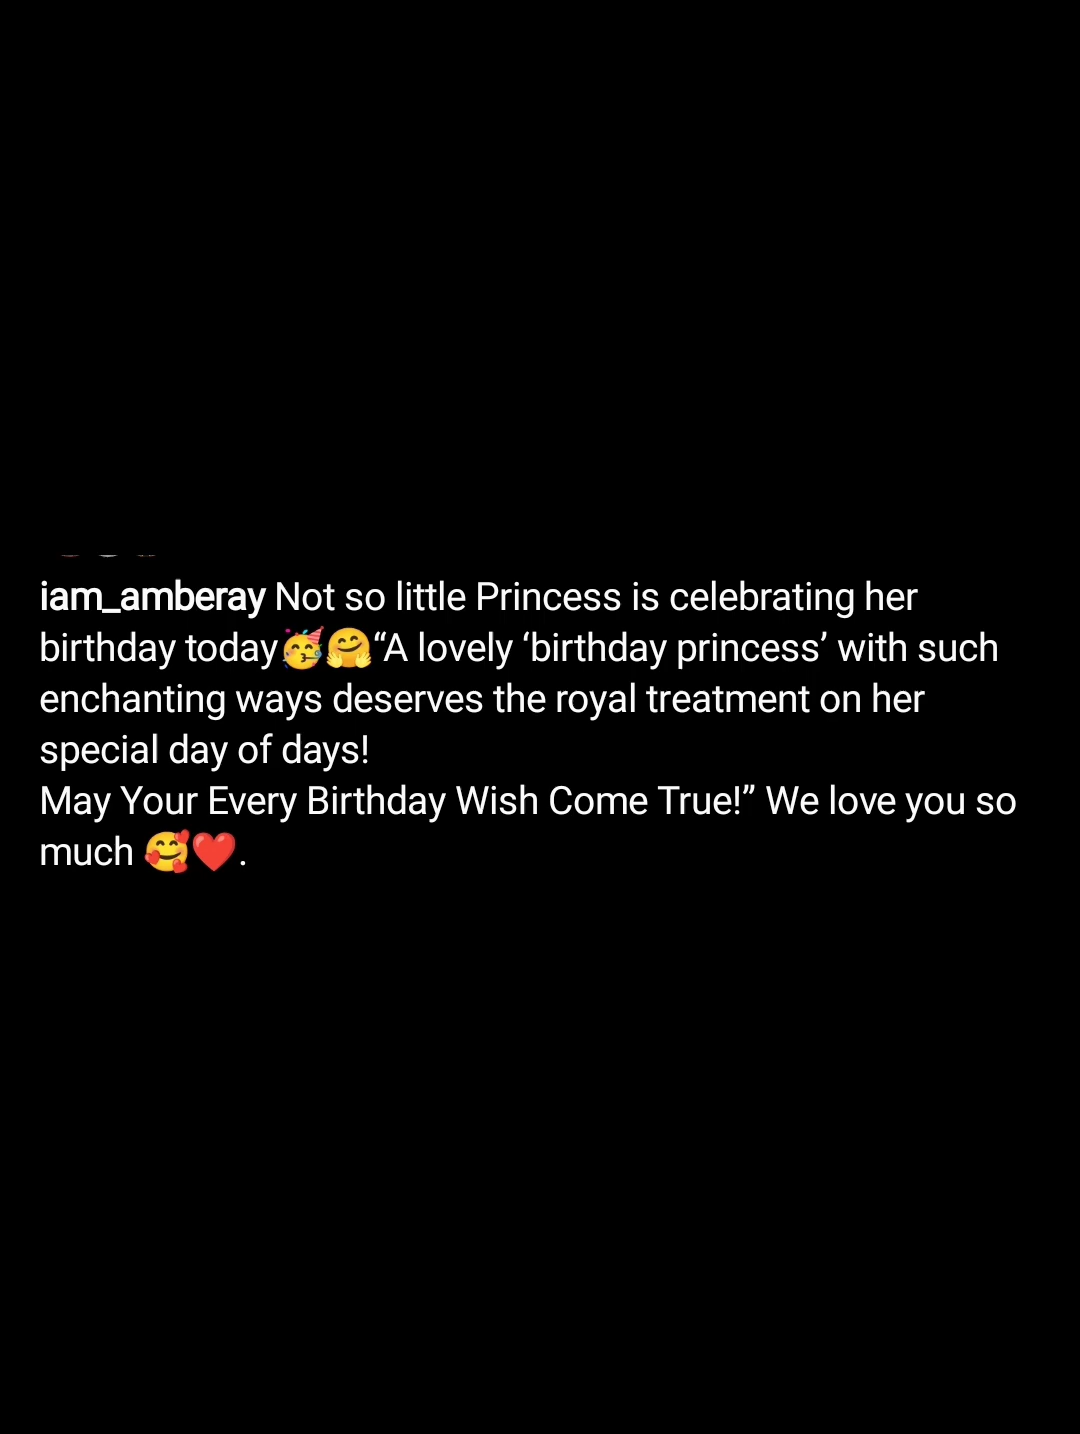 iam_amberay Not so little Princess is celebrating her
birthday today🥳🤗“A lovely ‘birthday princess’ with such
enchanting ways deserves the royal treatment on her
special day of days!
May Your Every Birthday Wish Come True!” We love you so
much 🥰❤️.